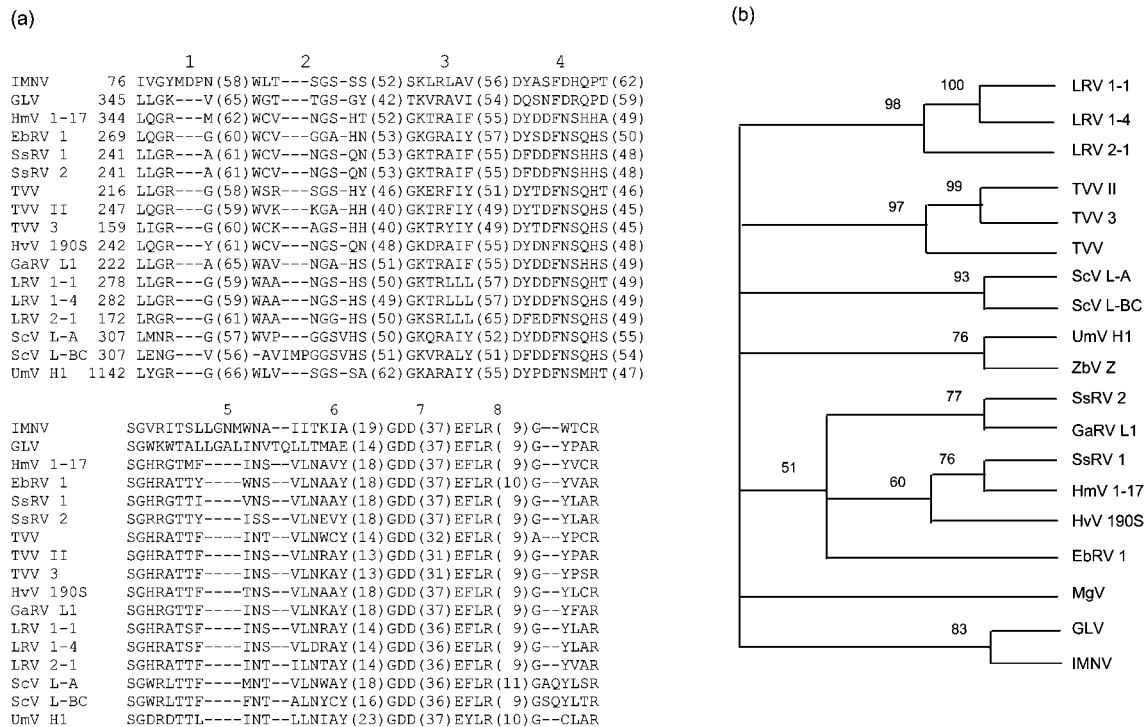 (a)
1 2 3 4
IMNV 76 IVGYMDPN(58)WLT---SGS-SS(52)SKLRLAV(56)DYASFDHQPT(62)
GLV 345 LLGK---V(65)WGT---TGS-GY(42)TKVRAVI(54)DQSNFDRQPD(59)
HmV 1-17 344 LQGR---M(62)WCV---NGS-HT(52)GKTRAIF(55)DYSDFNSHHA(49)
EbRV 1 269 LQGR---G(60)WCV---GGA-HN(53)GKGRAIY(57)DYDDFNSQHS(50)
SsRV 1 241 LLGR---A(61)WCV---NGS-QN(53)GKTRAIF(55)DFDDFNSQHS(48)
SsRV 2 241 LLGR---A(61)WCV---NGS-QN(53)GKTRAIF(55)DFDDFNSHHS(48)
TVV 216 LLGR---G(58)WSR---SGS-HY(46)GKERFIY(51)DYTDFNSQHT(46)
TVV II 247 LQGR---G(59)WVK---KGA-HH(40)GKTRFIY(49)DYTDFNSQHS(45)
TVV 3 159 LIGR---G(60)WCK---AGS-HH(40)GKTRYIY(49)DYTDFNSQHS(45)
HvV 190S 242 LQGR---Y(61)WCV---NGS-QN(48)GKDRAIF(55)DYDNFNSQHS(48)
GaRV L1 222 LLGR---A(65)WAV---NGA-HS(51)GKTRAIF(55)DYDDFNSHHS(49)
LRV 1-1 278 LLGR---G(59)WAA---NGS-HS(50)GKTRLLL(57)DYDDFNSQHT(49)
LRV 1-4 282 LLGR---G(59)WAA---NGS-HS(49)GKTRLLL(57)DYDDFNSQHS(49)
LRV 2-1 172 LRGR---G(61)WAA---NGG-HS(50)GKSRLLL(65)DFEDFNSQHS(49)
ScV L-A 307 LMNR---G(57)WVP---GGSVHS(50)GKQRAIY(52)DYDDFNSQHS(55)
ScV L-BC 307 LENG---V(56)-AVIMPGGSVHS(51)GKVRALY(51)DFDDFNSQHS(54)
UmV H1 1142 LYGR---G(66)WLV---SGS-SA(62)GKARAIY(55)DYPDFNSMHT(47)
5 6 7 8
IMNV SGVRITSLLGNMWNA--IITKIA(19)GDD(37)EFLR( 9)G--WTCR
GLV SGWKWTALLGALINVTQLLTMAE(14)GDD(37)EFLR( 9)G--YPAR
HmV 1-17 SGHRGTMF----INS--VLNAVY(18)GDD(37)EFLR( 9)G--YVCR
EbRV 1 SGHRATTY----WNS--VLNAAY(18)GDD(37)EFLR(10)G--YVAR
SsRV 1 SGHRGTTI----VNS--VLNAAY(18)GDD(37)EFLR( 9)G--YLAR
SsRV 2 SGRRGTTY----ISS--VLNEVY(18)GDD(37)EFLR( 9)G--YLAR
TVV SGHRATTF----INT--VLNWCY(14)GDD(32)EFLR( 9)A--YPCR
TVV II SGHRATTF----INS--VLNRAY(13)GDD(31)EFLR( 9)G--YPAR
TVV 3 SGHRATTF----INS--VLNKAY(13)GDD(31)EFLR( 9)G--YPSR
HvV 190S SGHRATTF----TNS--VLNAAY(18)GDD(37)EFLR( 9)G--YLCR
GaRV L1 SGHRGTTF----INS--VLNKAY(18)GDD(37)EFLR( 9)G--YFAR
LRV 1-1 SGHRATSF----INS--VLNRAY(14)GDD(36)EFLR( 9)G--YLAR
LRV 1-4 SGHRATSF----INS--VLDRAY(14)GDD(36)EFLR( 9)G--YLAR
LRV 2-1 SGHRATTF----INT--ILNTAY(14)GDD(36)EFLR( 9)G--YVAR
ScV L-A SGWRLTTF----MNT--VLNWAY(18)GDD(36)EFLR(11)GAQYLSR
ScV L-BC SGWRLTTF----FNT--ALNYCY(16)GDD(36)EFLR( 9)GSQYLTR
UmV H1 SGDRDTTL----INT--LLNIAY(23)GDD(37)EYLR(10)G--CLAR
(b)
100 LRV 1-1
98 LRV 1-4
LRV 2-1
99 TVV II
97 TVV 3
TVV
93 ScV L-A
ScV L-BC
76 UmV H1
ZbV Z
77 SsRV 2
GaRV L1
51 76 SsRV 1
60 HmV 1-17
HvV 190S
EbRV 1
MgV
83 GLV
IMNV